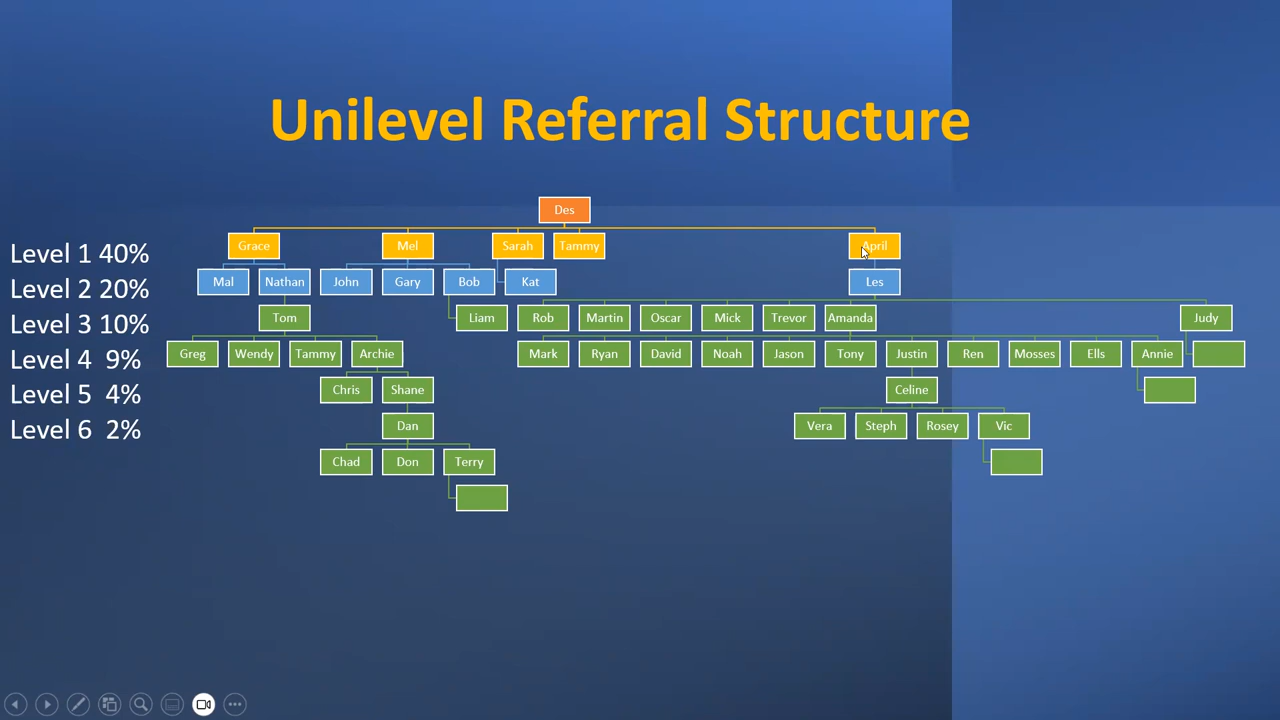 Unilevel Referral Structure
Des
Grace Mel Sarah Tammy April
Level 1 40%
Mal Nathan John Gary Bob Kat Les
Level 2 20%
Tom Liam Rob Martin Oscar Mick Trevor Amanda Judy
Level 3 10%
Greg Wendy Tammy Archie Mark Ryan David Noah Jason Tony Justin Ren Mosses Ells Annie
Level 4 9%
Chris Shane Celine
Level 5 4%
Dan Vera Steph Rosey Vic
Level 6 2%
Chad Don Terry